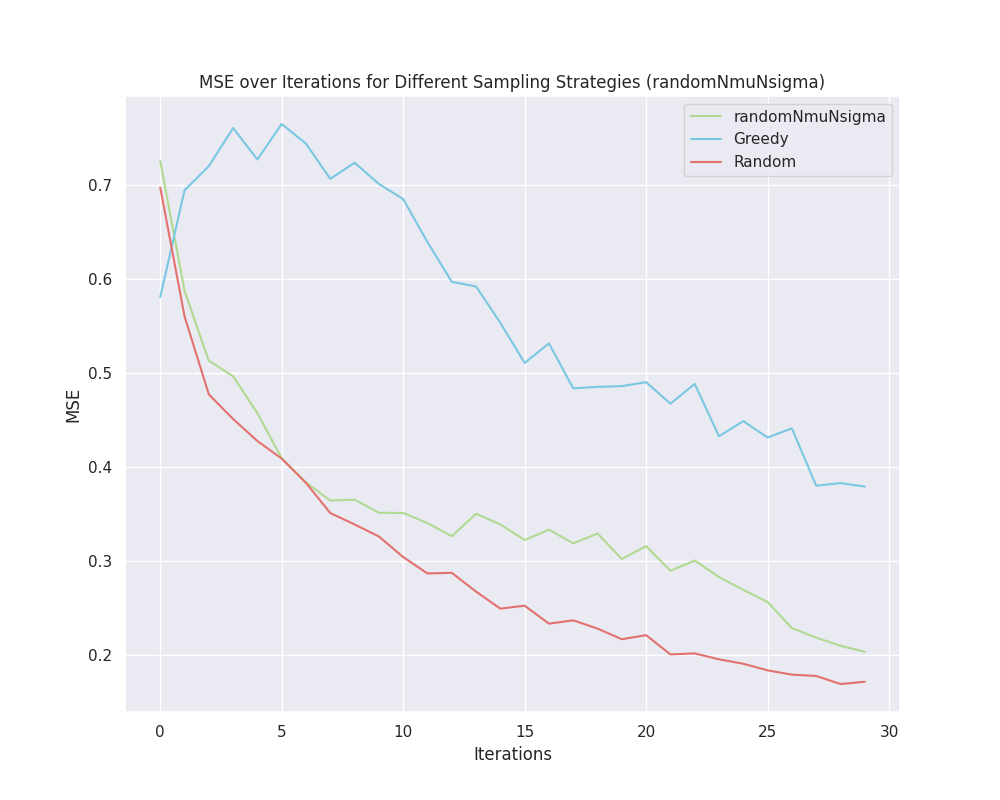 MSE over Iterations for Different Sampling Strategies (randomNmuNsigma)
randomNmuNsigma
Greedy
Random
MSE
0.7
0.6
0.5
0.4
0.3
0.2
0 5 10 15 20 25 30
Iterations